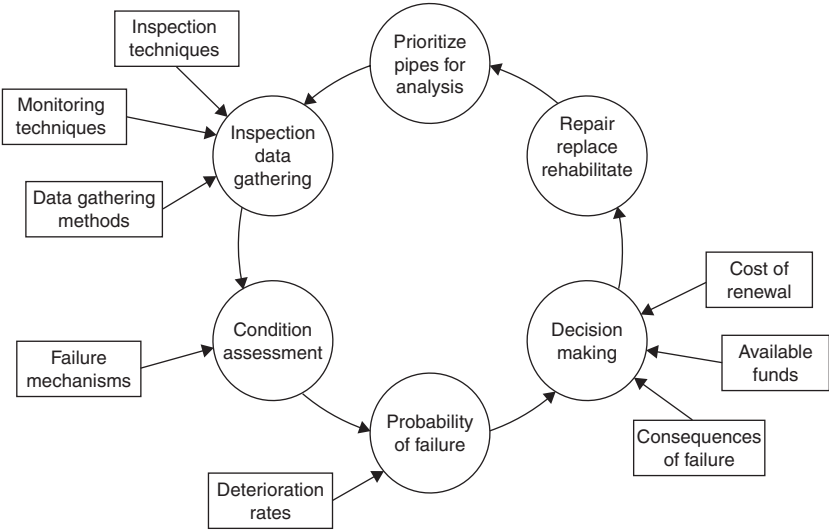 Inspection
techniques
Monitoring
techniques
Data gathering
methods
Inspection
data
gathering
Prioritize
pipes for
analysis
Repair
replace
rehabilitate
Condition
assessment
Failure
mechanisms
Probability
of failure
Deterioration
rates
Decision
making
Cost of
renewal
Available
funds
Consequences
of failure